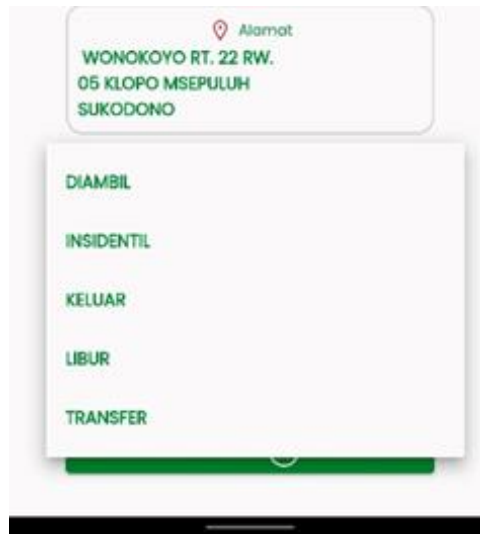 Alamat
WONOKOYO RT. 22 RW.
05 KLOPO MSEPULUH
SUKODONO
DIAMBIL
INSIDENTIL
KELUAR
LIBUR
TRANSFER